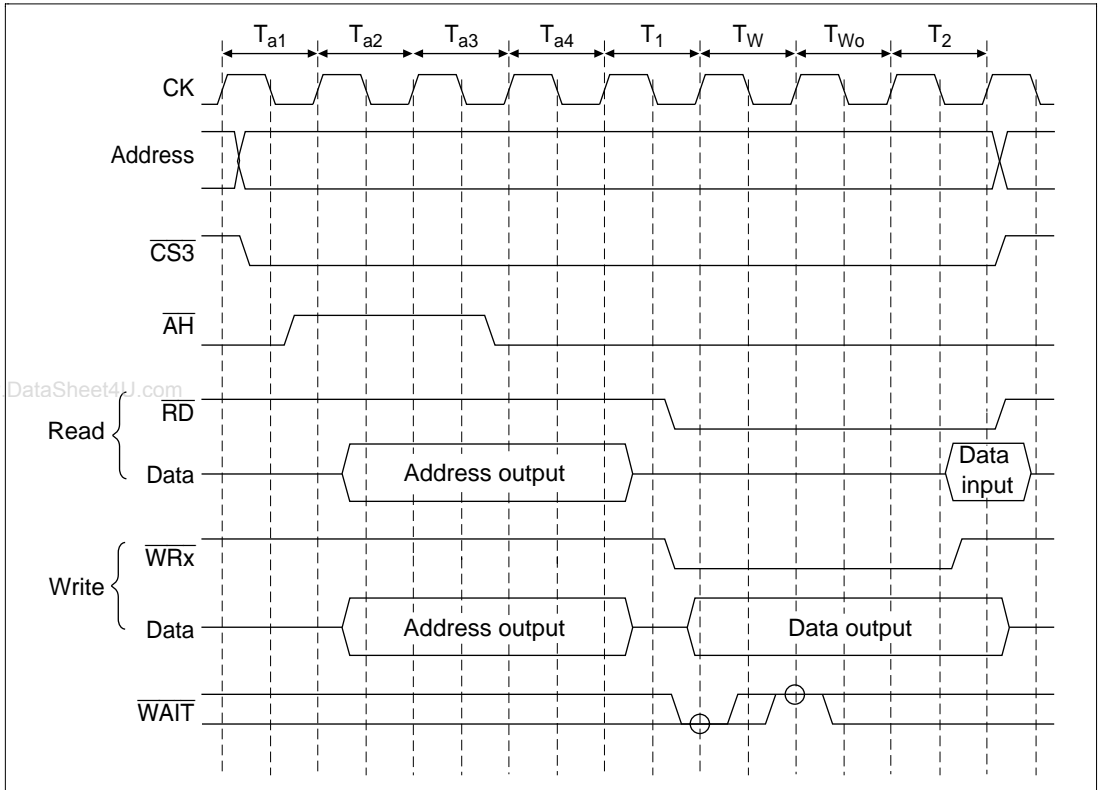 Ta1 Ta2 Ta3 Ta4 T1 TW TWo T2
CK
Address
CS3
AH
DataSheet4U.com
Read
RD
Data Address output Data input
Write
WRx
Data Address output Data output
WAIT